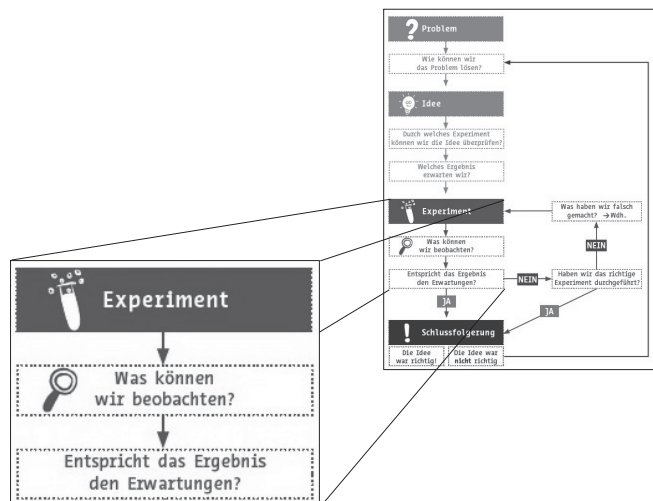 ? Problem
Wie können wir
das Problem lösen?
Idee
Durch welches Experiment
können wir die Idee überprüfen?
Welches Ergebnis
erwarten wir?
Experiment
Was haben wir falsch
gemacht? → Wdh.
Was können
wir beobachten?
NEIN
Entspricht das Ergebnis
den Erwartungen?
NEIN
Haben wir das richtige
Experiment durchgeführt?
JA
JA
! Schlussfolgerung
Die Idee
war richtig!
Die Idee war
nicht richtig
Experiment
Was können
wir beobachten?
Entspricht das Ergebnis
den Erwartungen?